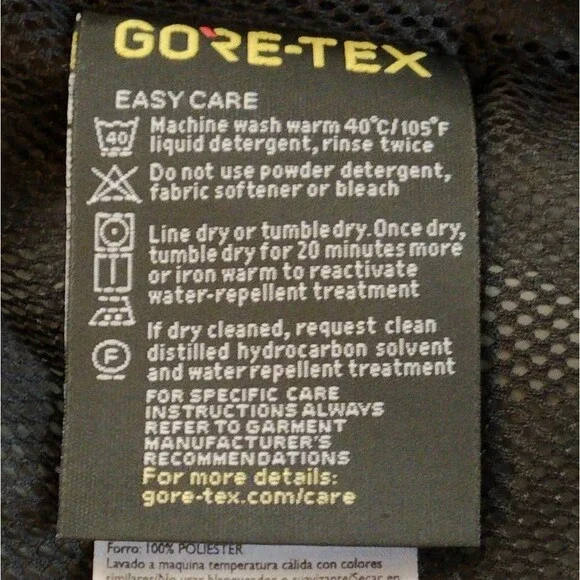 GORE-TEX
EASY CARE
40
Machine wash warm 40°C/105°F
liquid detergent, rinse twice
Do not use powder detergent,
fabric softener or bleach
Line dry or tumble dry. Once dry,
tumble dry for 20 minutes more
or iron warm to reactivate
water-repellent treatment
If dry cleaned, request clean
P
distilled hydrocarbon solvent
and water repellent treatment
FOR SPECIFIC CARE
INSTRUCTIONS ALWAYS
REFER TO GARMENT
MANUFACTURER'S
RECOMMENDATIONS
For more details:
gore-tex.com/care
Forro: 100% POLIESTER
Lavado a maquina temperatura cálida con colores